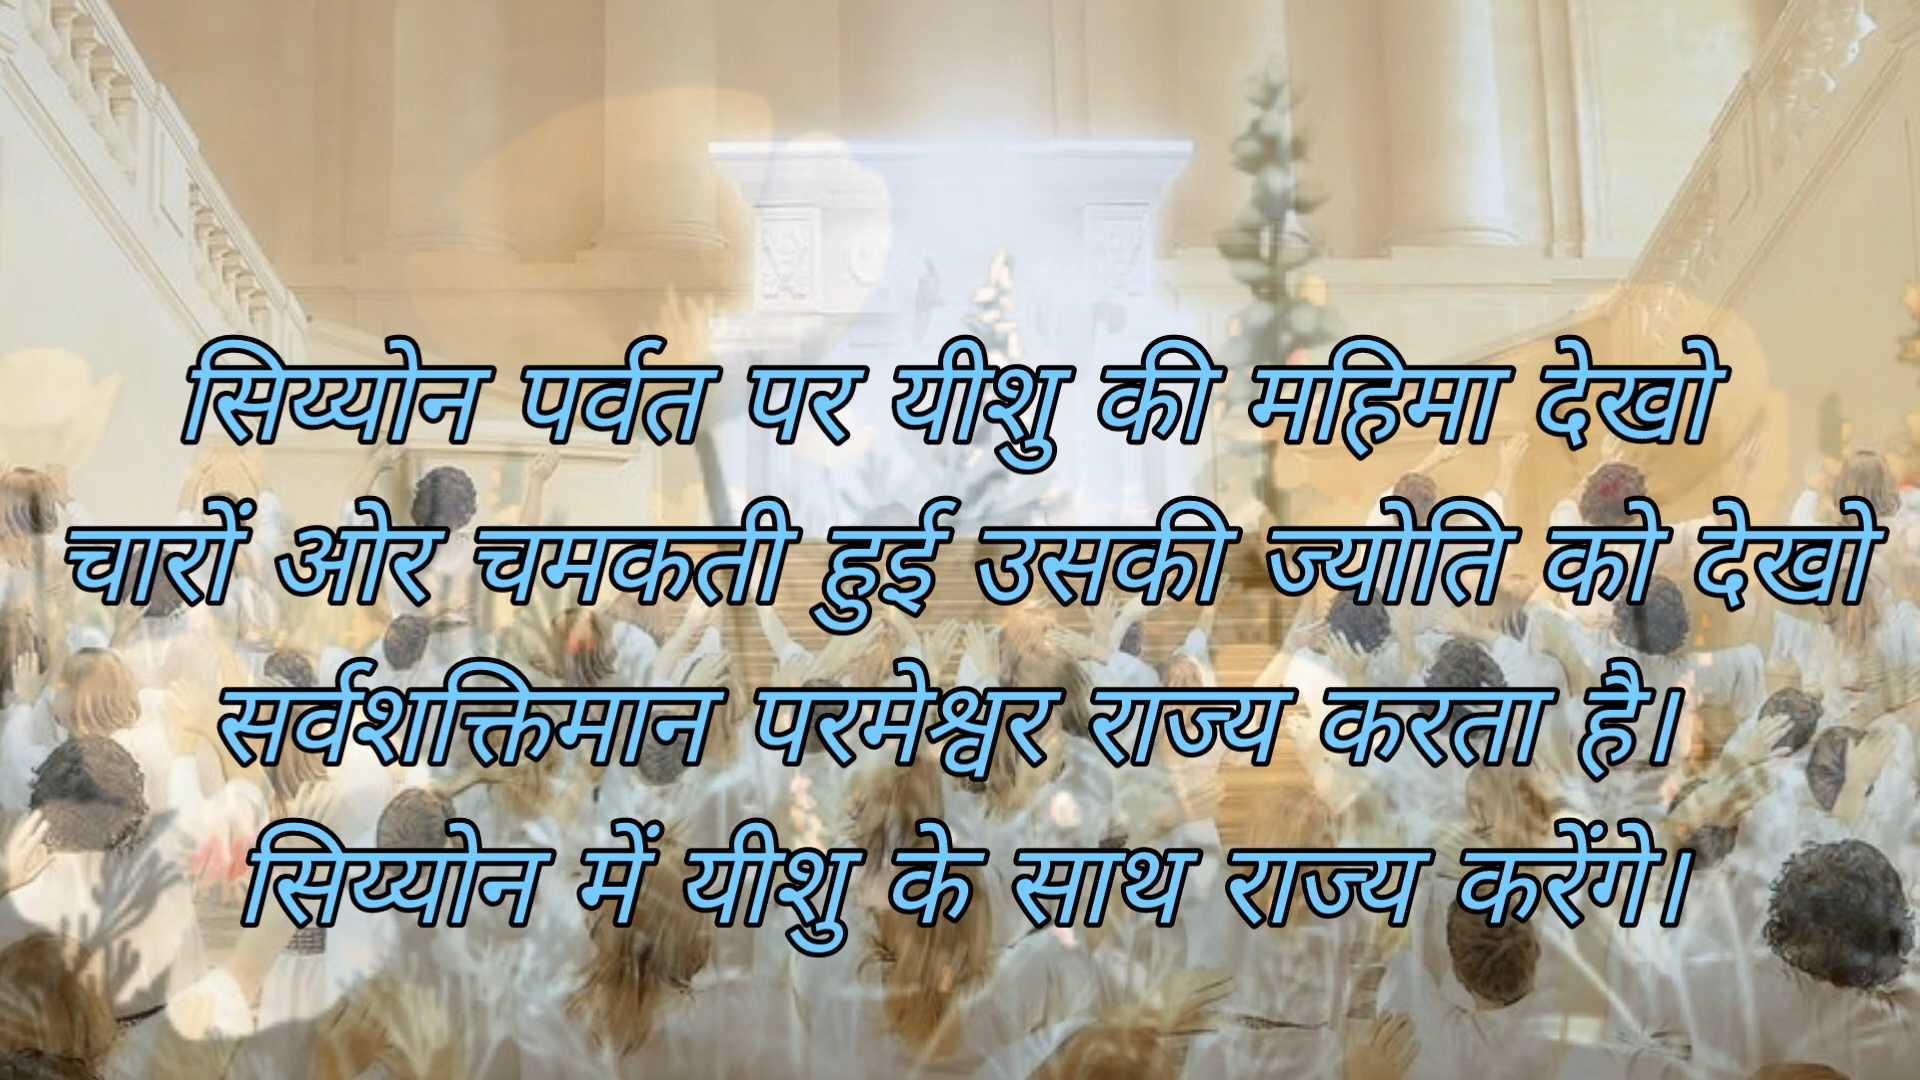 सिय्योन पर्वत पर यीशु की महिमा देखो
चारों ओर चमकती हुई उसकी ज्योति को देखो
सर्वशक्तिमान परमेश्वर राज्य करता है।
सिय्योन में यीशु के साथ राज्य करेंगे।